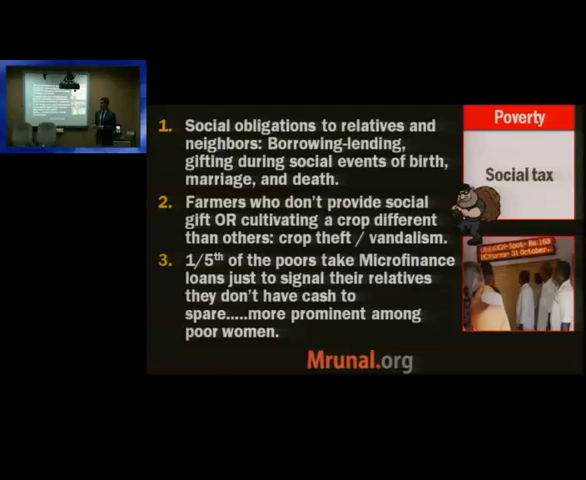 Poverty
Social tax
1. Social obligations to relatives and
neighbors: Borrowing-lending,
gifting during social events of birth,
marriage, and death.
2. Farmers who don't provide social
gift OR cultivating a crop different
than others: crop theft / vandalism.
3. 1/5th of the poors take Microfinance
loans just to signal their relatives
they don't have cash to
spare.....more prominent among
poor women.
31 October
Mrunal.org